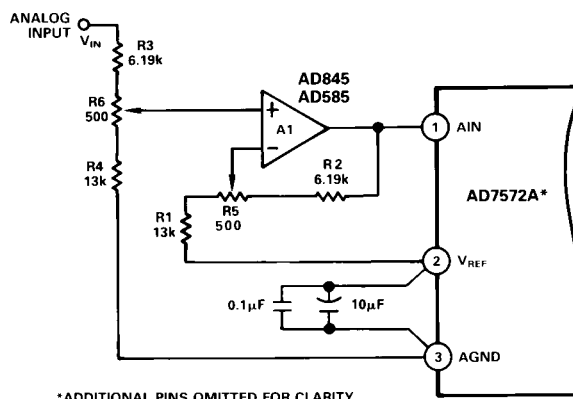 ANALOG
INPUT
VIN
R3
6.19k
R6
500
R4
13k
AD845
AD585
+
A1
−
R2
6.19k
R5
500
R1
13k
1
AIN
AD7572A*
2
VREF
0.1µF
10µF
3
AGND
*ADDITIONAL PINS OMITTED FOR CLARITY